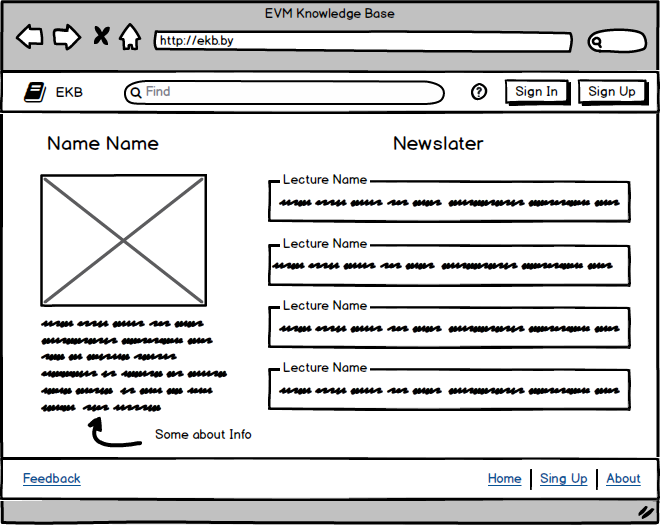 EVM Knowledge Base
http://ekb.by
EKB
Find
?
Sign In
Sign Up
Name Name
Newslater
Lecture Name
Lecture Name
Lecture Name
Lecture Name
Some about Info
Feedback
Home
Sing Up
About